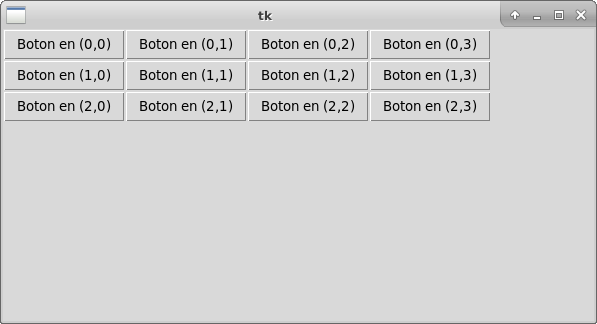 tk
Boton en (0,0) Boton en (0,1) Boton en (0,2) Boton en (0,3)
Boton en (1,0) Boton en (1,1) Boton en (1,2) Boton en (1,3)
Boton en (2,0) Boton en (2,1) Boton en (2,2) Boton en (2,3)